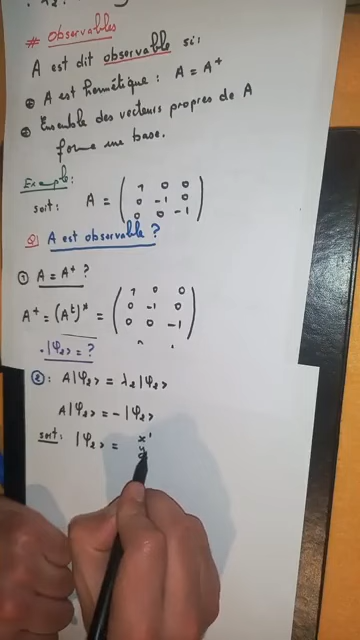 # Observables
A est dit observable si:
① A est hermétique : A = A⁺
② Ensemble des vecteurs propres de A
forme une base.
Exemple:
soit: A = ( 1 0 0
0 -1 0
0 0 -1 )
Q: A est observable ?
① A = A⁺ ?
A⁺ = (Aᵗ)* = ( 1 0 0
0 -1 0
0 0 -1 )
. |φ₂> = ?
②: A|φ₂> = λ₂|φ₂>
A|φ₂> = -|φ₂>
soit: |φ₂> = x'
y